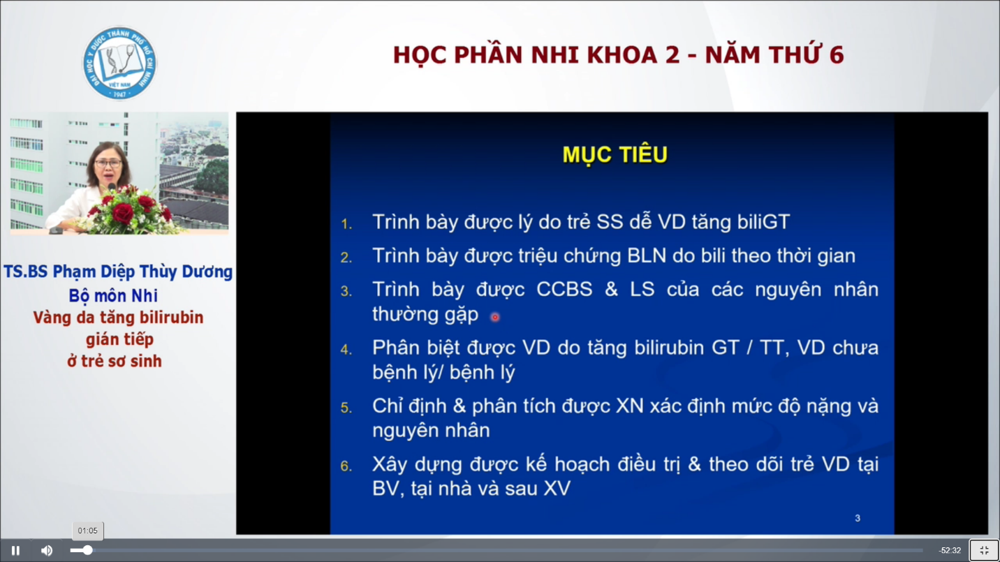 ĐẠI HỌC Y DƯỢC THÀNH PHỐ HỒ CHÍ MINH
VIỆT NAM
1947
HỌC PHẦN NHI KHOA 2 - NĂM THỨ 6
TS.BS Phạm Diệp Thùy Dương
Bộ môn Nhi
Vàng da tăng bilirubin
gián tiếp
ở trẻ sơ sinh
MỤC TIÊU
1. Trình bày được lý do trẻ SS dễ VD tăng biliGT
2. Trình bày được triệu chứng BLN do bili theo thời gian
3. Trình bày được CCBS & LS của các nguyên nhân
thường gặp
4. Phân biệt được VD do tăng bilirubin GT / TT, VD chưa
bệnh lý/ bệnh lý
5. Chỉ định & phân tích được XN xác định mức độ nặng và
nguyên nhân
6. Xây dựng được kế hoạch điều trị & theo dõi trẻ VD tại
BV, tại nhà và sau XV
3
01:05
-52:32